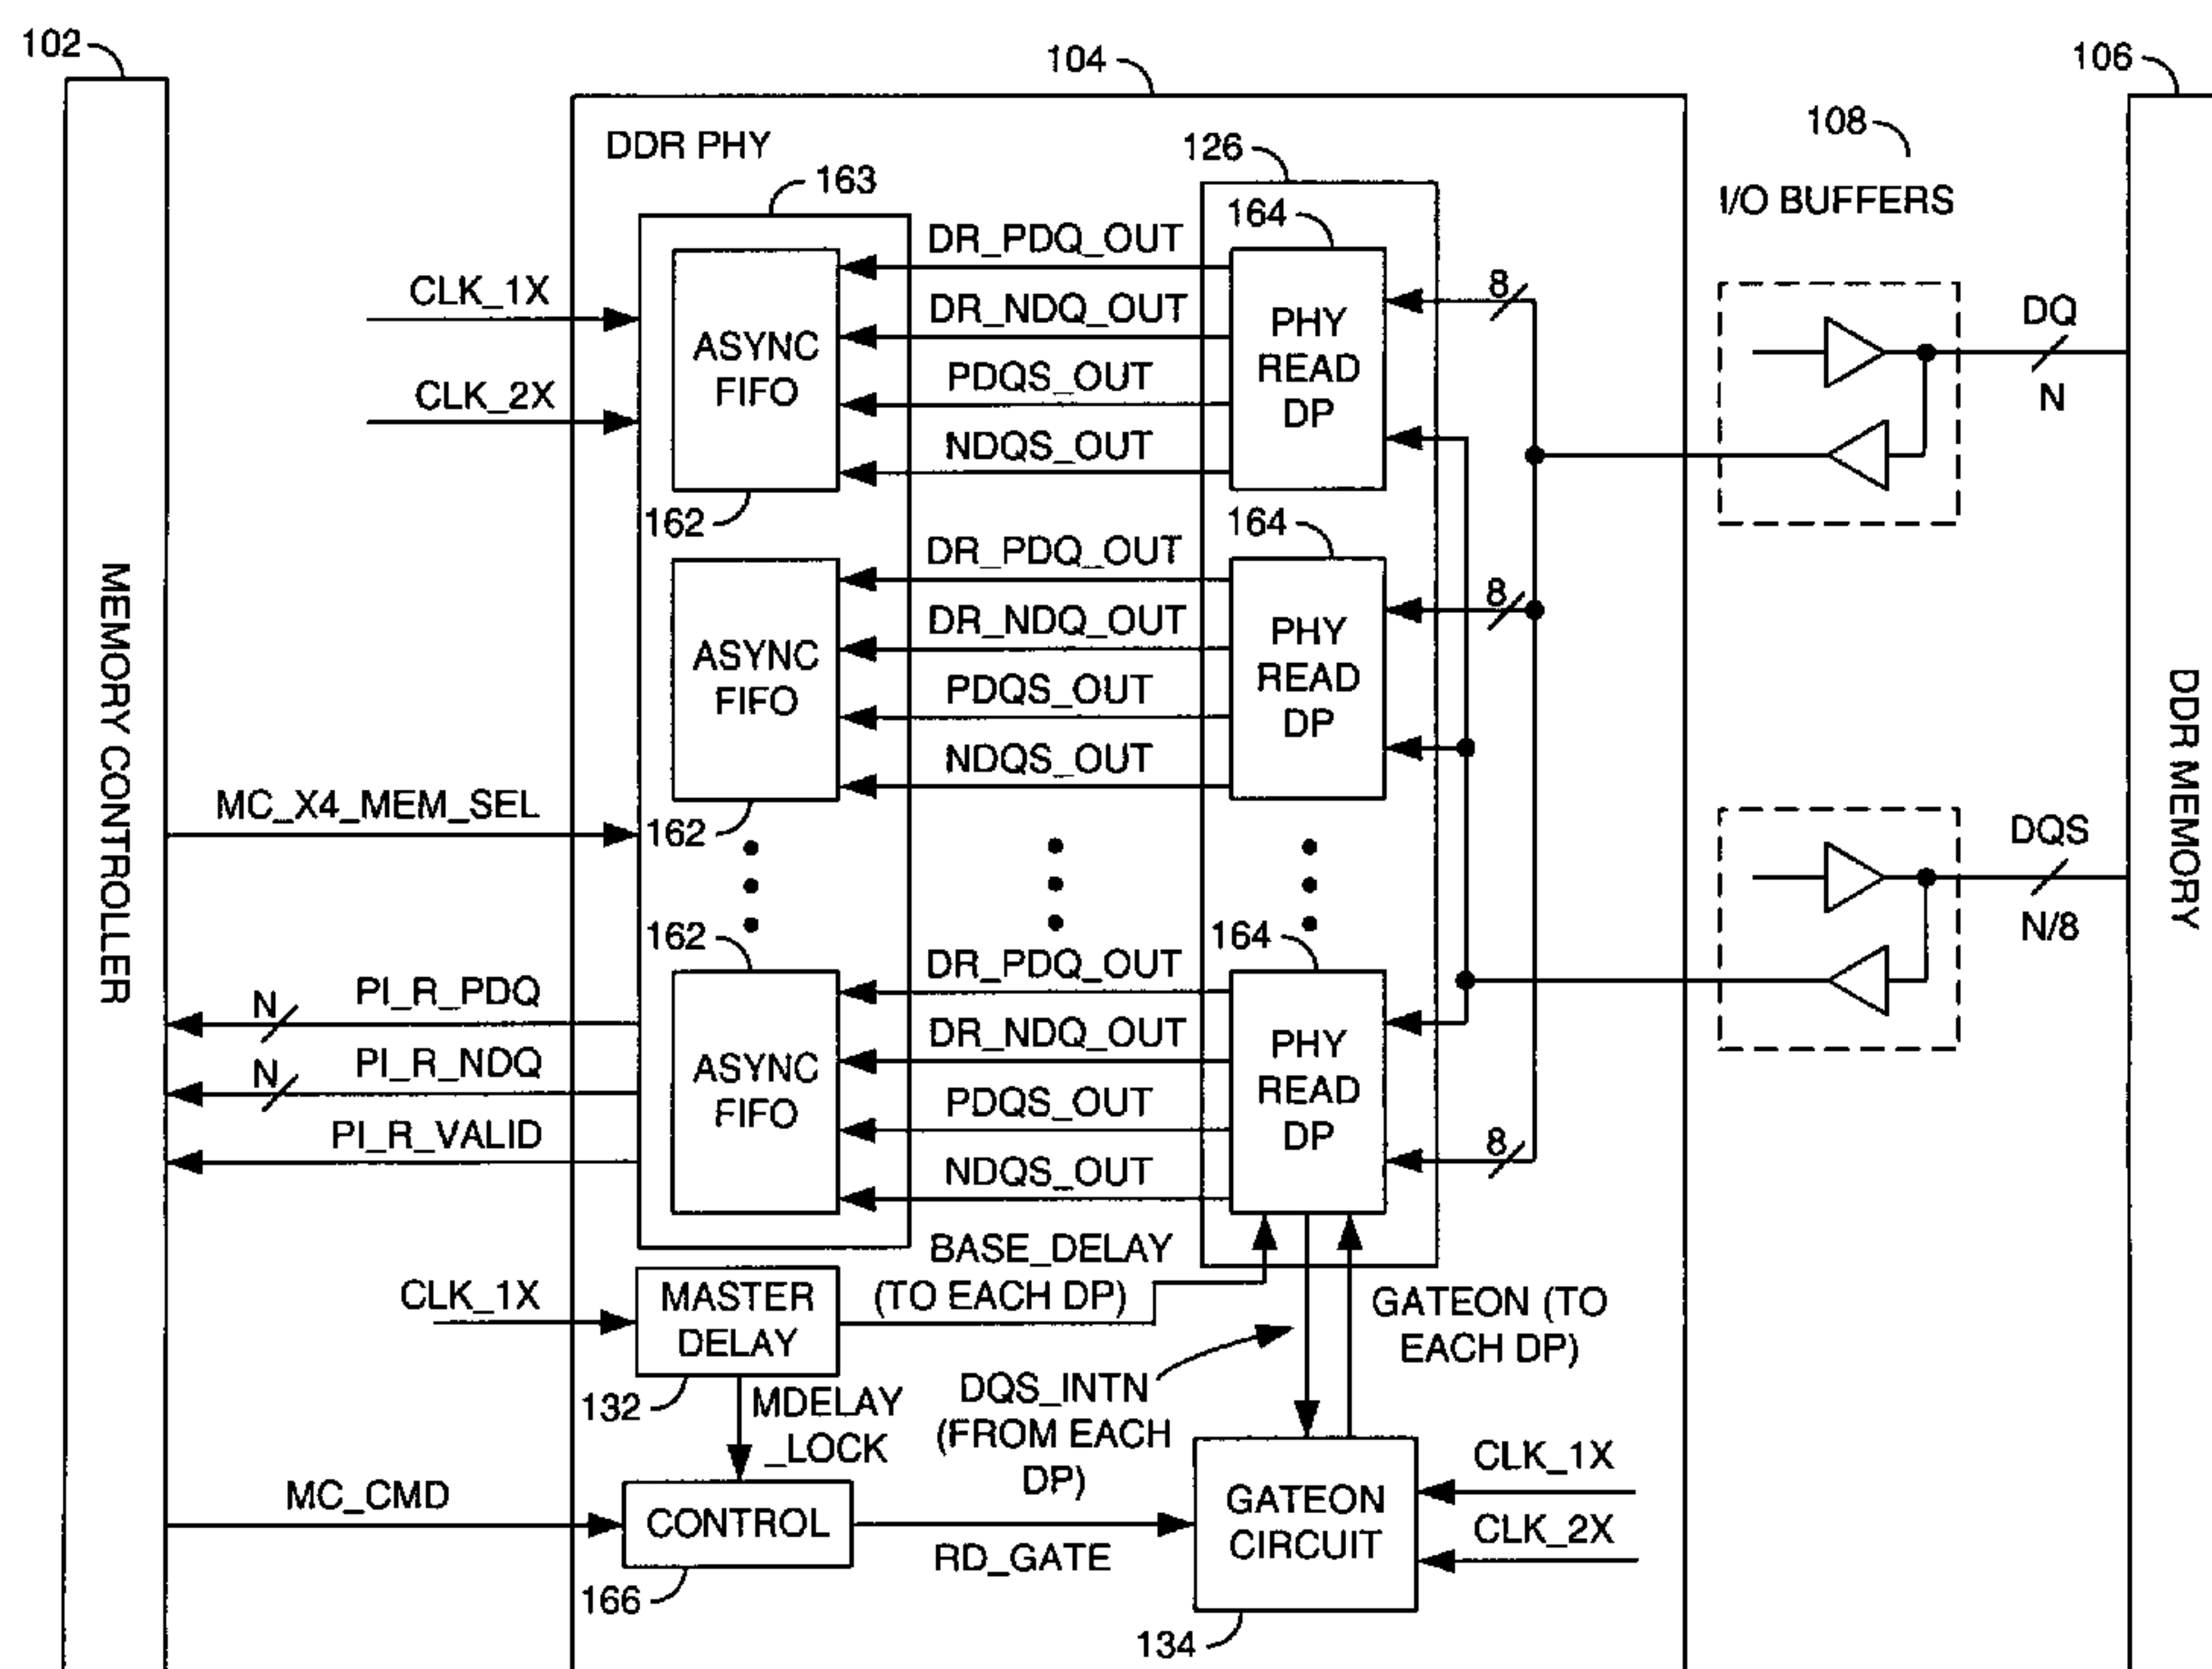 102
104
106
108
DDR PHY
126
163
I/O BUFFERS
164
DR_PDQ_OUT
CLK_1X
8
DR_NDQ_OUT
DQ
PHY
READ
DP
ASYNC
FIFO
PDQS_OUT
CLK_2X
N
NDQS_OUT
162
164
DR_PDQ_OUT
8
DR_NDQ_OUT
PHY
READ
DP
ASYNC
FIFO
PDQS_OUT
NDQS_OUT
MEMORY CONTROLLER
DDR MEMORY
MC_X4_MEM_SEL
162
DQS
N/8
162
164
DR_PDQ_OUT
PI_R_PDQ
N
DR_NDQ_OUT
PHY
READ
DP
PI_R_NDQ
N
ASYNC
FIFO
PDQS_OUT
PI_R_VALID
8
NDQS_OUT
BASE_DELAY
(TO EACH DP)
CLK_1X
MASTER
DELAY
GATEON (TO
EACH DP)
132
MDELAY
_LOCK
DQS_INTN
(FROM EACH
DP)
CLK_1X
MC_CMD
CONTROL
GATEON
CIRCUIT
CLK_2X
RD_GATE
166
134